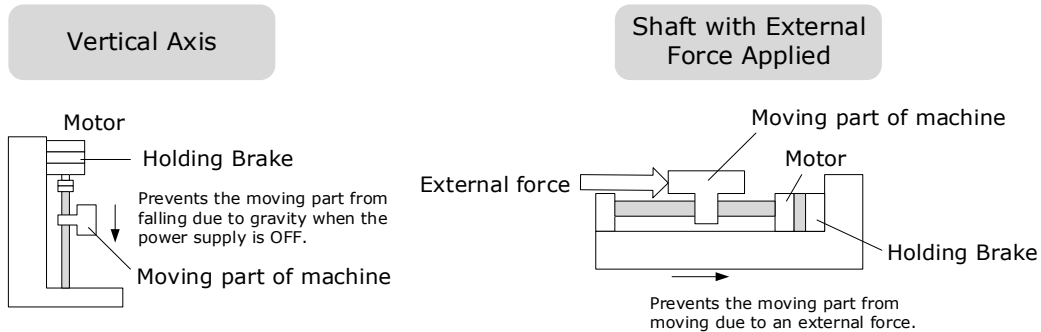 Vertical Axis
Motor
Holding Brake
Prevents the moving part from
falling due to gravity when the
power supply is OFF.
Moving part of machine
Shaft with External
Force Applied
Moving part of machine
Motor
External force
Holding Brake
Prevents the moving part from
moving due to an external force.